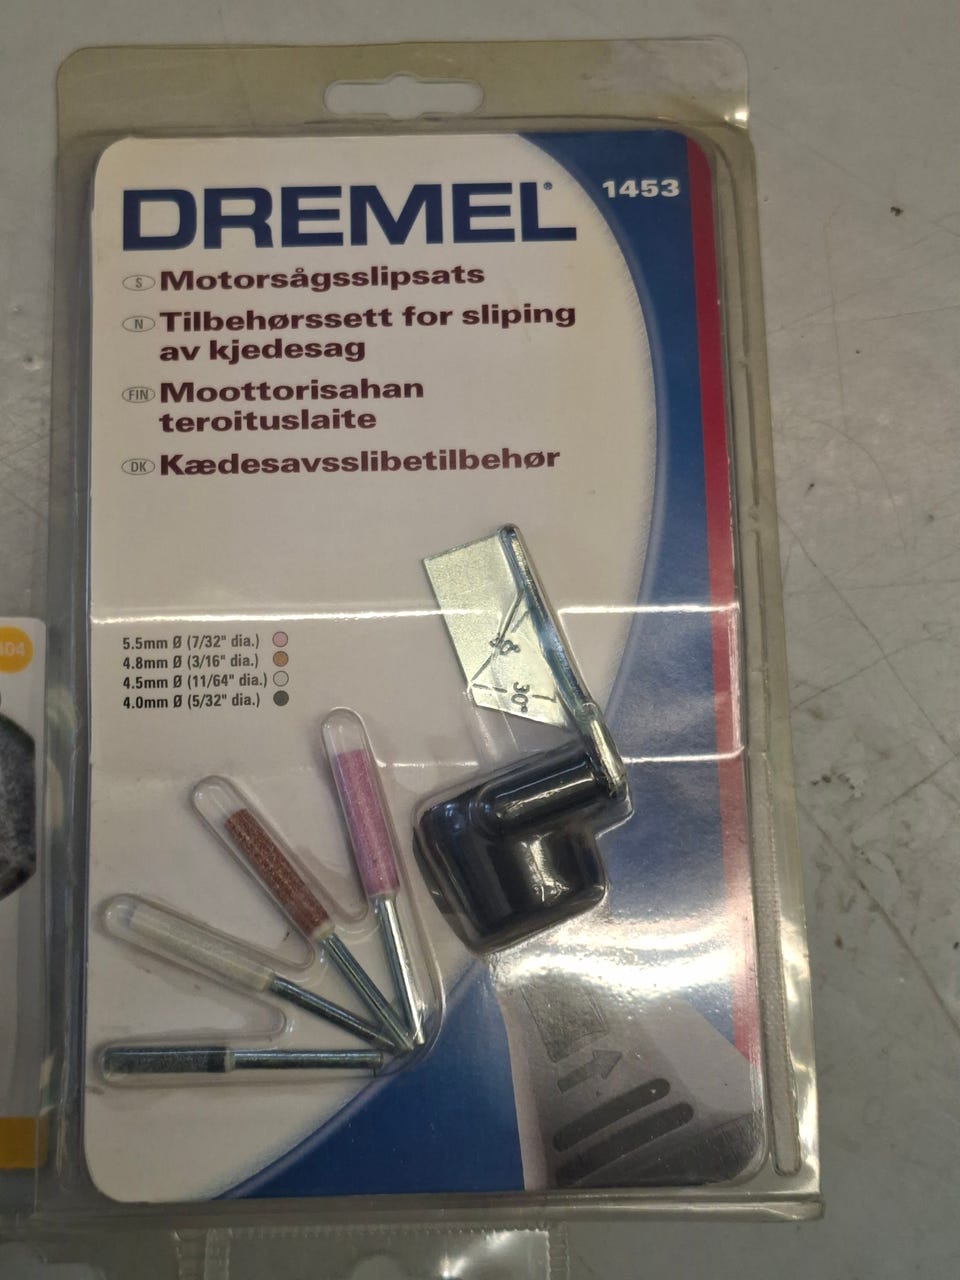 DREMEL®
1453
S Motorsågsslipsats
N Tilbehørssett for sliping
av kjedesag
FIN Moottorisahan
teroituslaite
DK Kædesavsslibetilbehør
5.5mm Ø (7/32" dia.)
4.8mm Ø (3/16" dia.)
4.5mm Ø (11/64" dia.)
4.0mm Ø (5/32" dia.)
30°
404